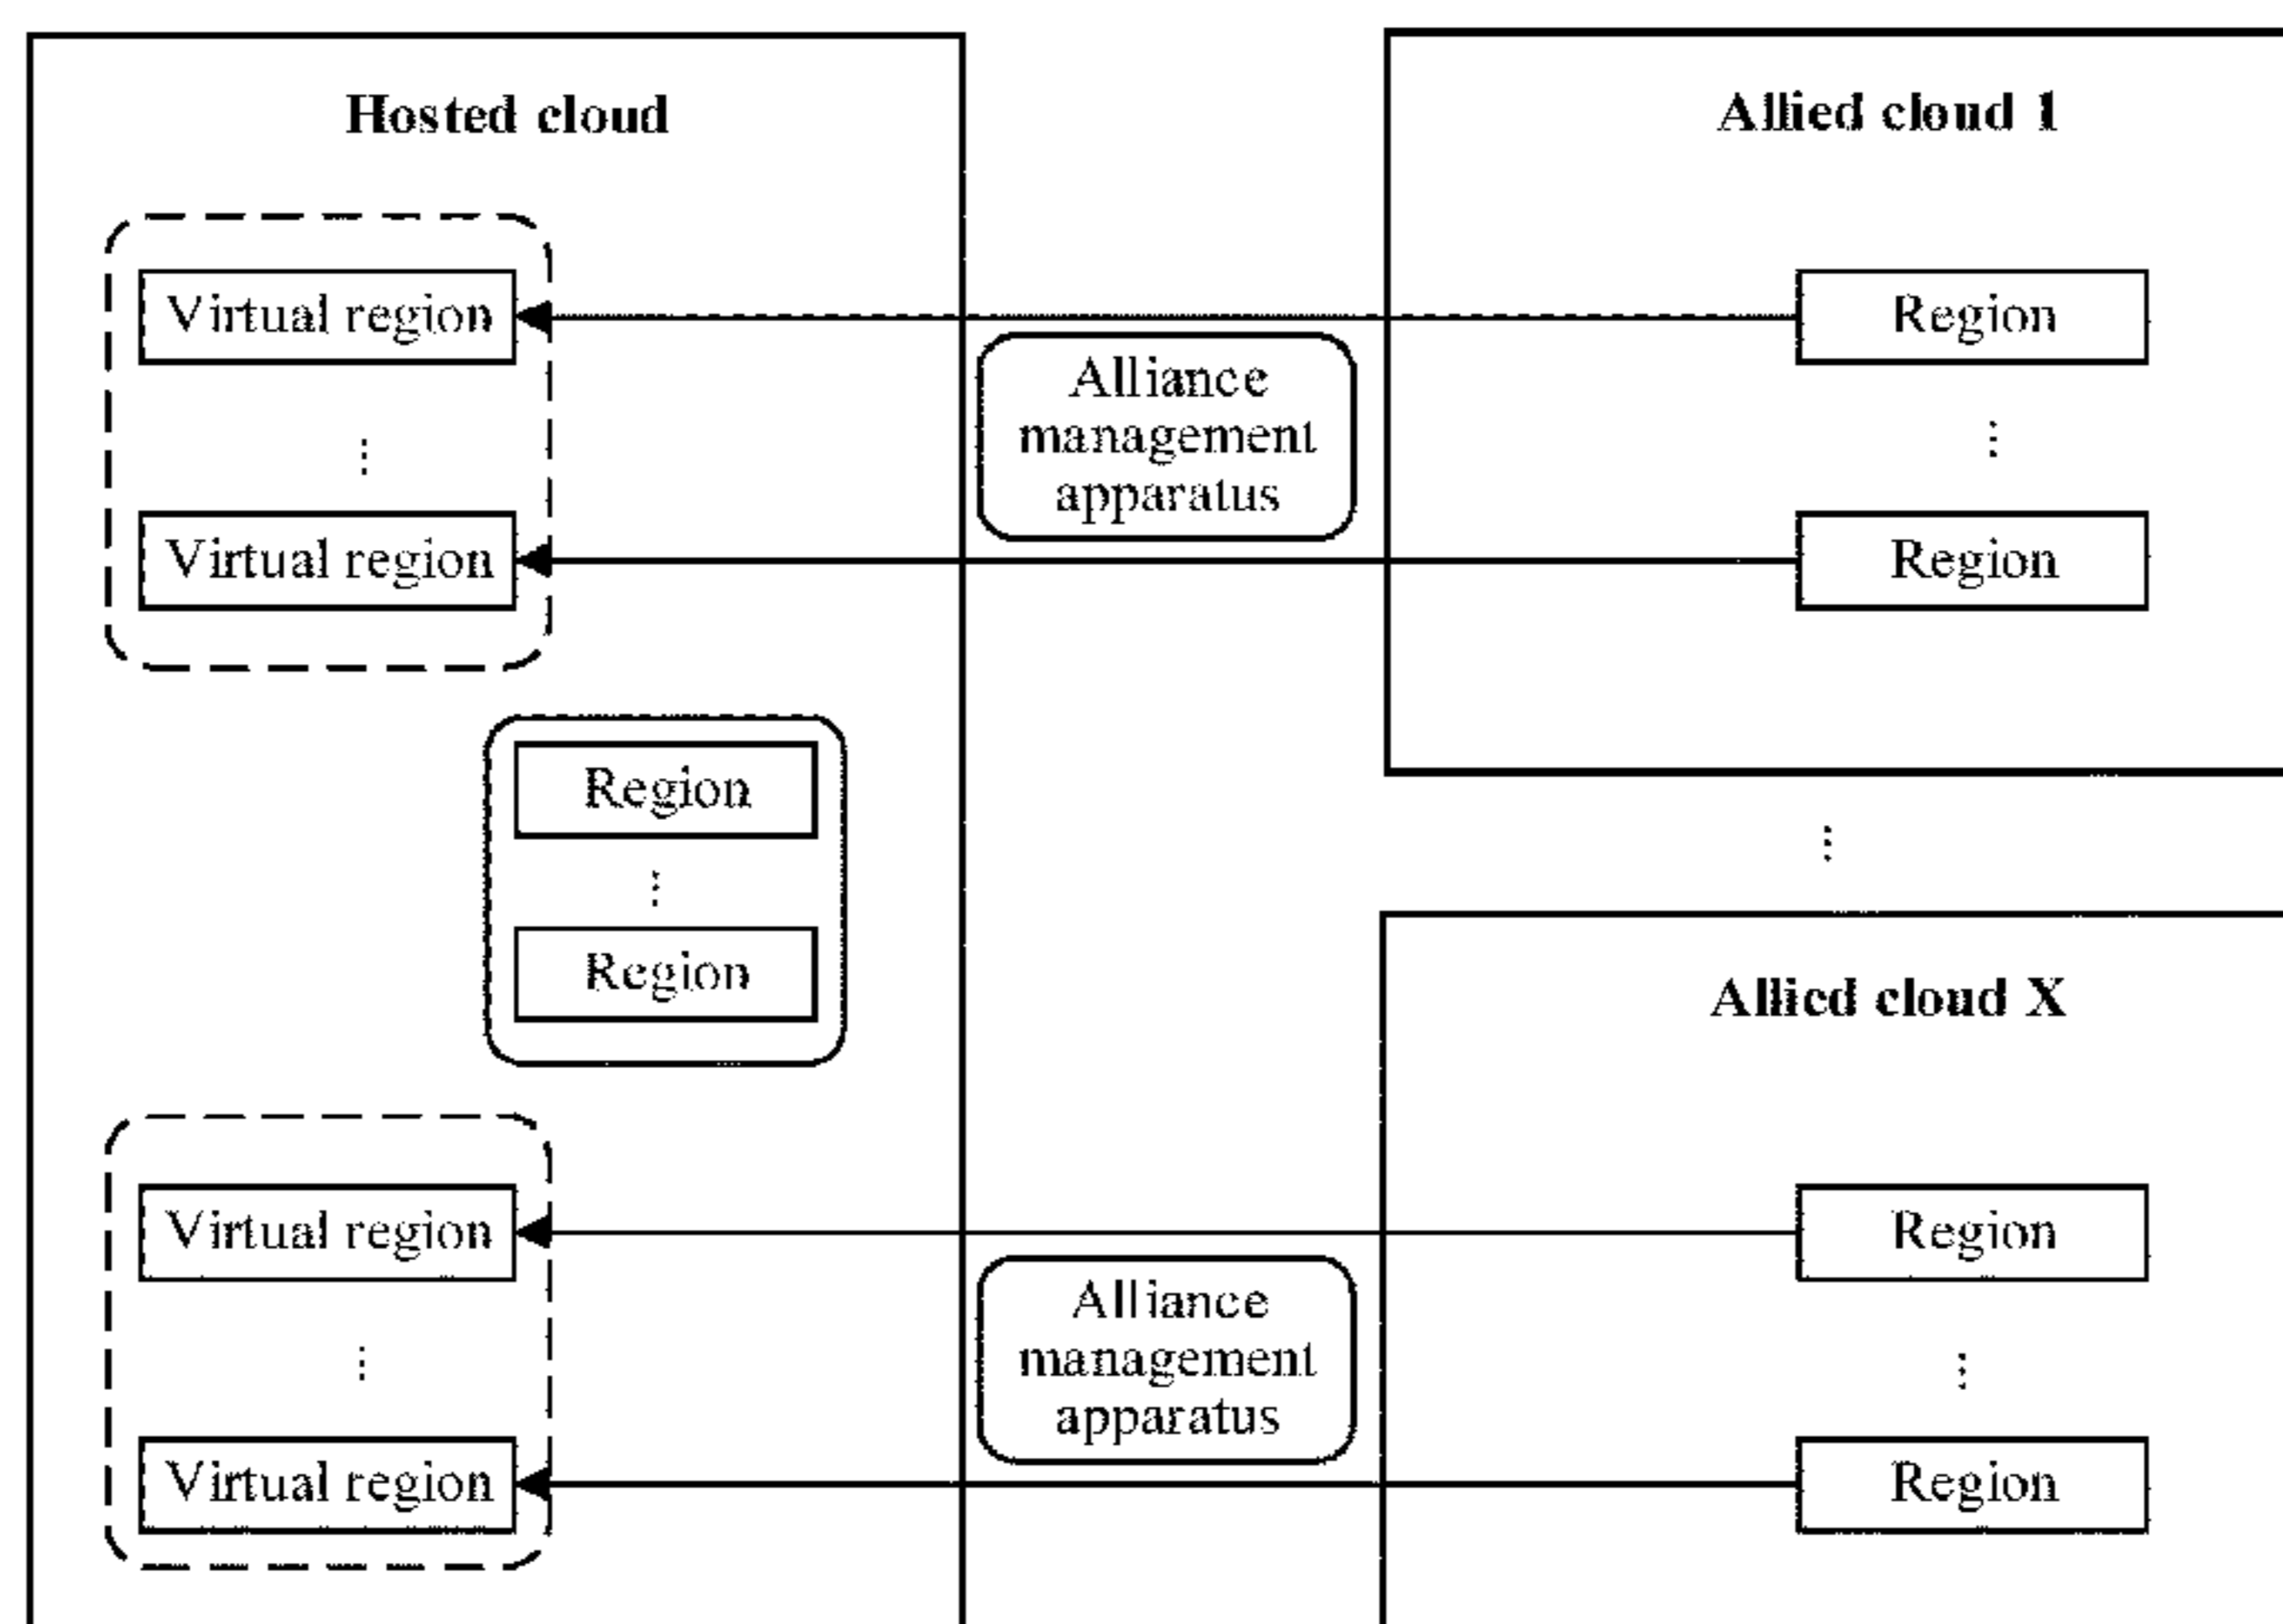 Hosted cloud
Virtual region
⋮
Virtual region
Region
⋮
Region
Virtual region
⋮
Virtual region
Alliance
management
apparatus
Alliance
management
apparatus
Allied cloud 1
Region
⋮
Region
⋮
Allied cloud X
Region
⋮
Region